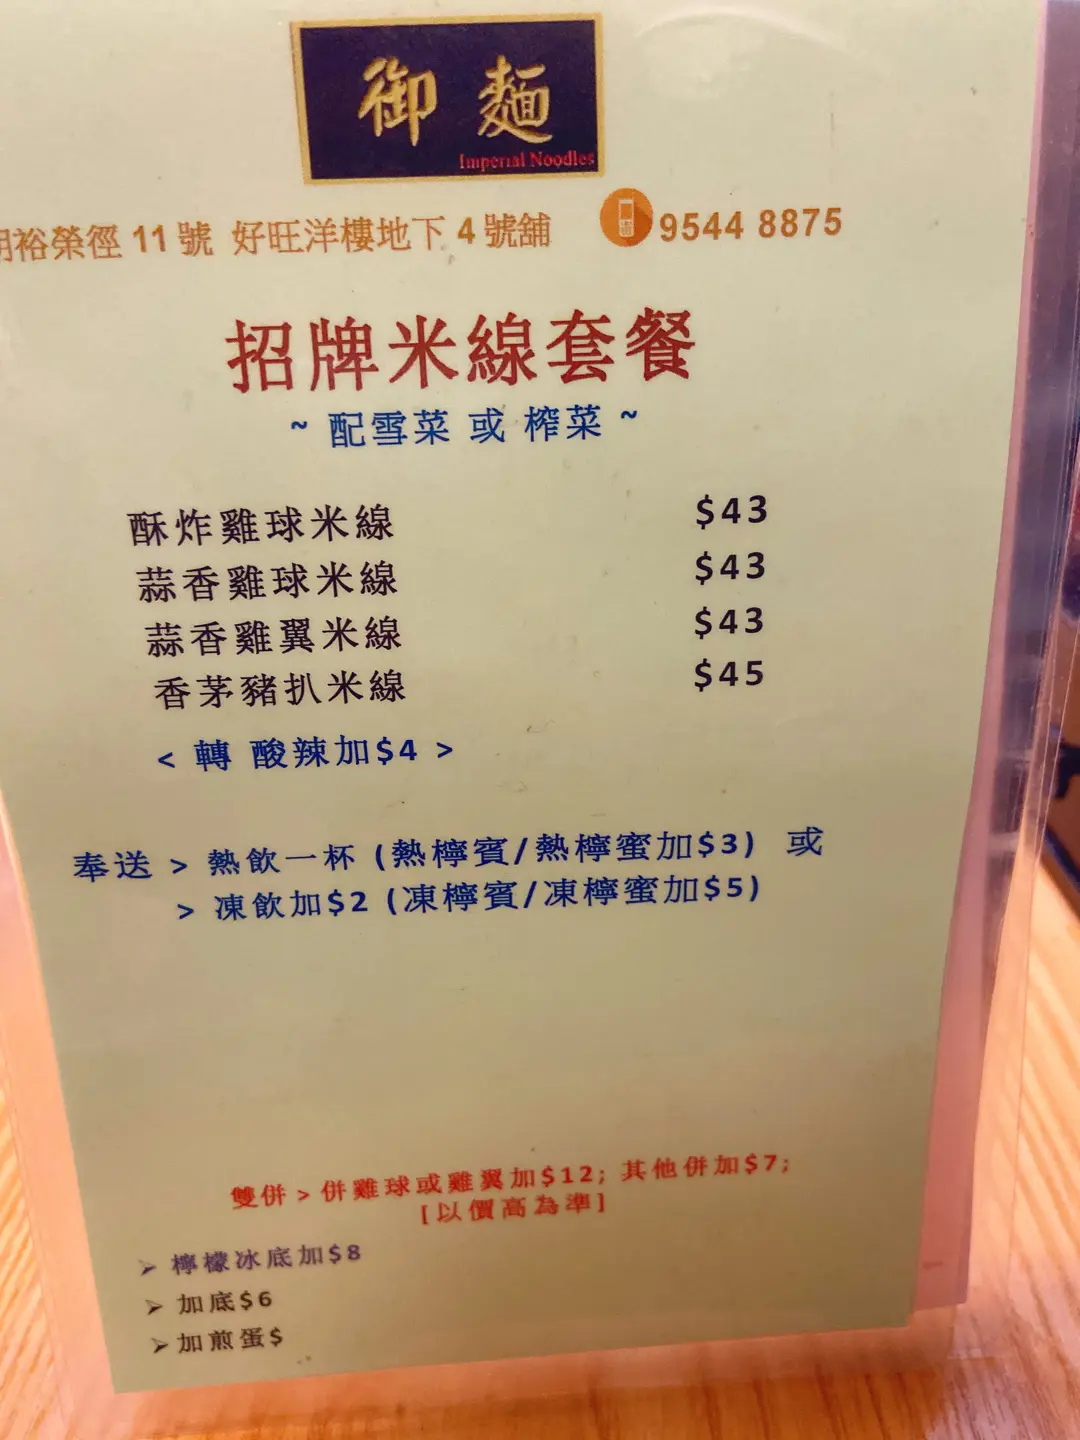 御麵
Imperial Noodles
裕榮徑 11 號 好旺洋樓地下 4 號舖 9544 8875
招牌米線套餐
~ 配雪菜 或 榨菜 ~
酥炸雞球米線 $43
蒜香雞球米線 $43
蒜香雞翼米線 $43
香茅豬扒米線 $45
< 轉 酸辣加$4 >
奉送 > 熱飲一杯 (熱檸賓/熱檸蜜加$3) 或
> 凍飲加$2 (凍檸賓/凍檸蜜加$5)
雙併 > 併雞球或雞翼加$12; 其他併加$7;
[以價高為準]
➢ 檸檬冰底加$8
➢ 加底$6
➢ 加煎蛋$